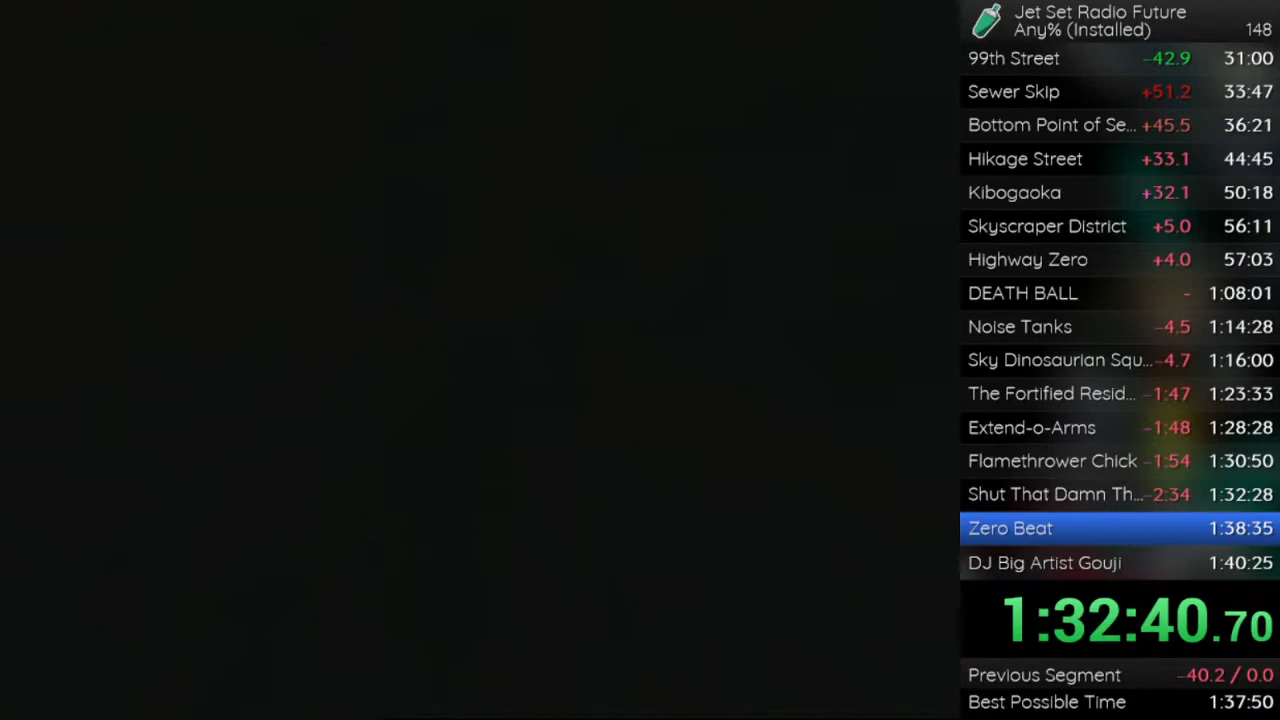 Jet Set Radio Future
Any% (Installed) 148
99th Street −42.9 31:00
Sewer Skip +51.2 33:47
Bottom Point of Se... +45.5 36:21
Hikage Street +33.1 44:45
Kibogaoka +32.1 50:18
Skyscraper District +5.0 56:11
Highway Zero +4.0 57:03
DEATH BALL - 1:08:01
Noise Tanks −4.5 1:14:28
Sky Dinosaurian Squ... −4.7 1:16:00
The Fortified Resid... −1:47 1:23:33
Extend-o-Arms −1:48 1:28:28
Flamethrower Chick −1:54 1:30:50
Shut That Damn Th... −2:34 1:32:28
Zero Beat 1:38:35
DJ Big Artist Gouji 1:40:25
1:32:40.70
Previous Segment −40.2 / 0.0
Best Possible Time 1:37:50